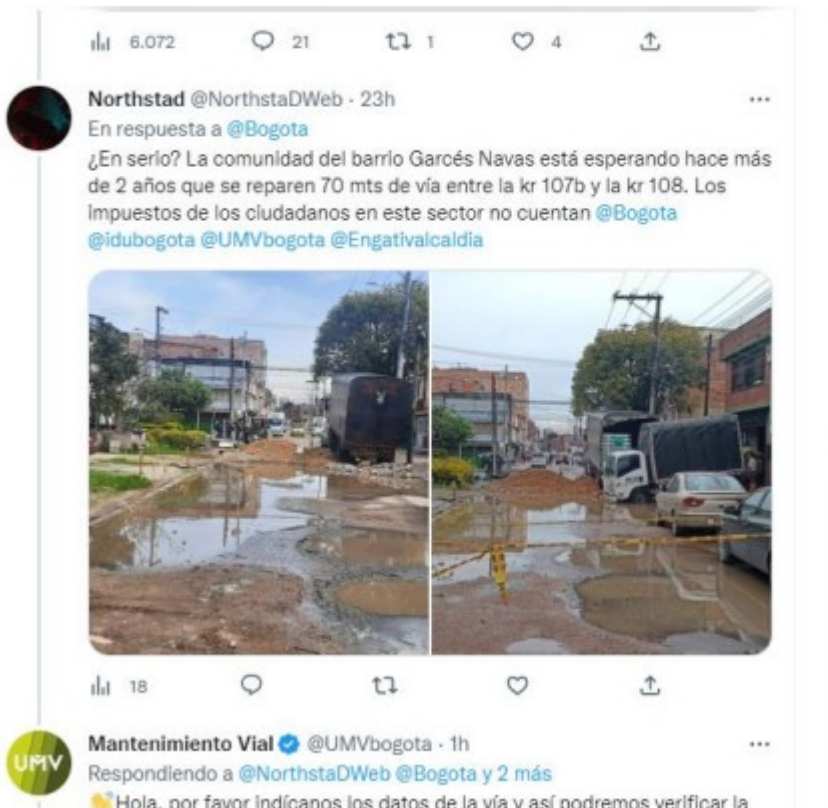 6.072 21 1 4
Northstad @NorthstaDWeb · 23h
En respuesta a @Bogota
¿En serio? La comunidad del barrio Garcés Navas está esperando hace más
de 2 años que se reparen 70 mts de vía entre la kr 107b y la kr 108. Los
impuestos de los ciudadanos en este sector no cuentan @Bogota
@idubogota @UMVbogota @Engativalcaldia
18
UMV
Mantenimiento Vial @UMVbogota · 1h
Respondiendo a @NorthstaDWeb @Bogota y 2 más
👋Hola, por favor indícanos los datos de la vía y así podremos verificar la